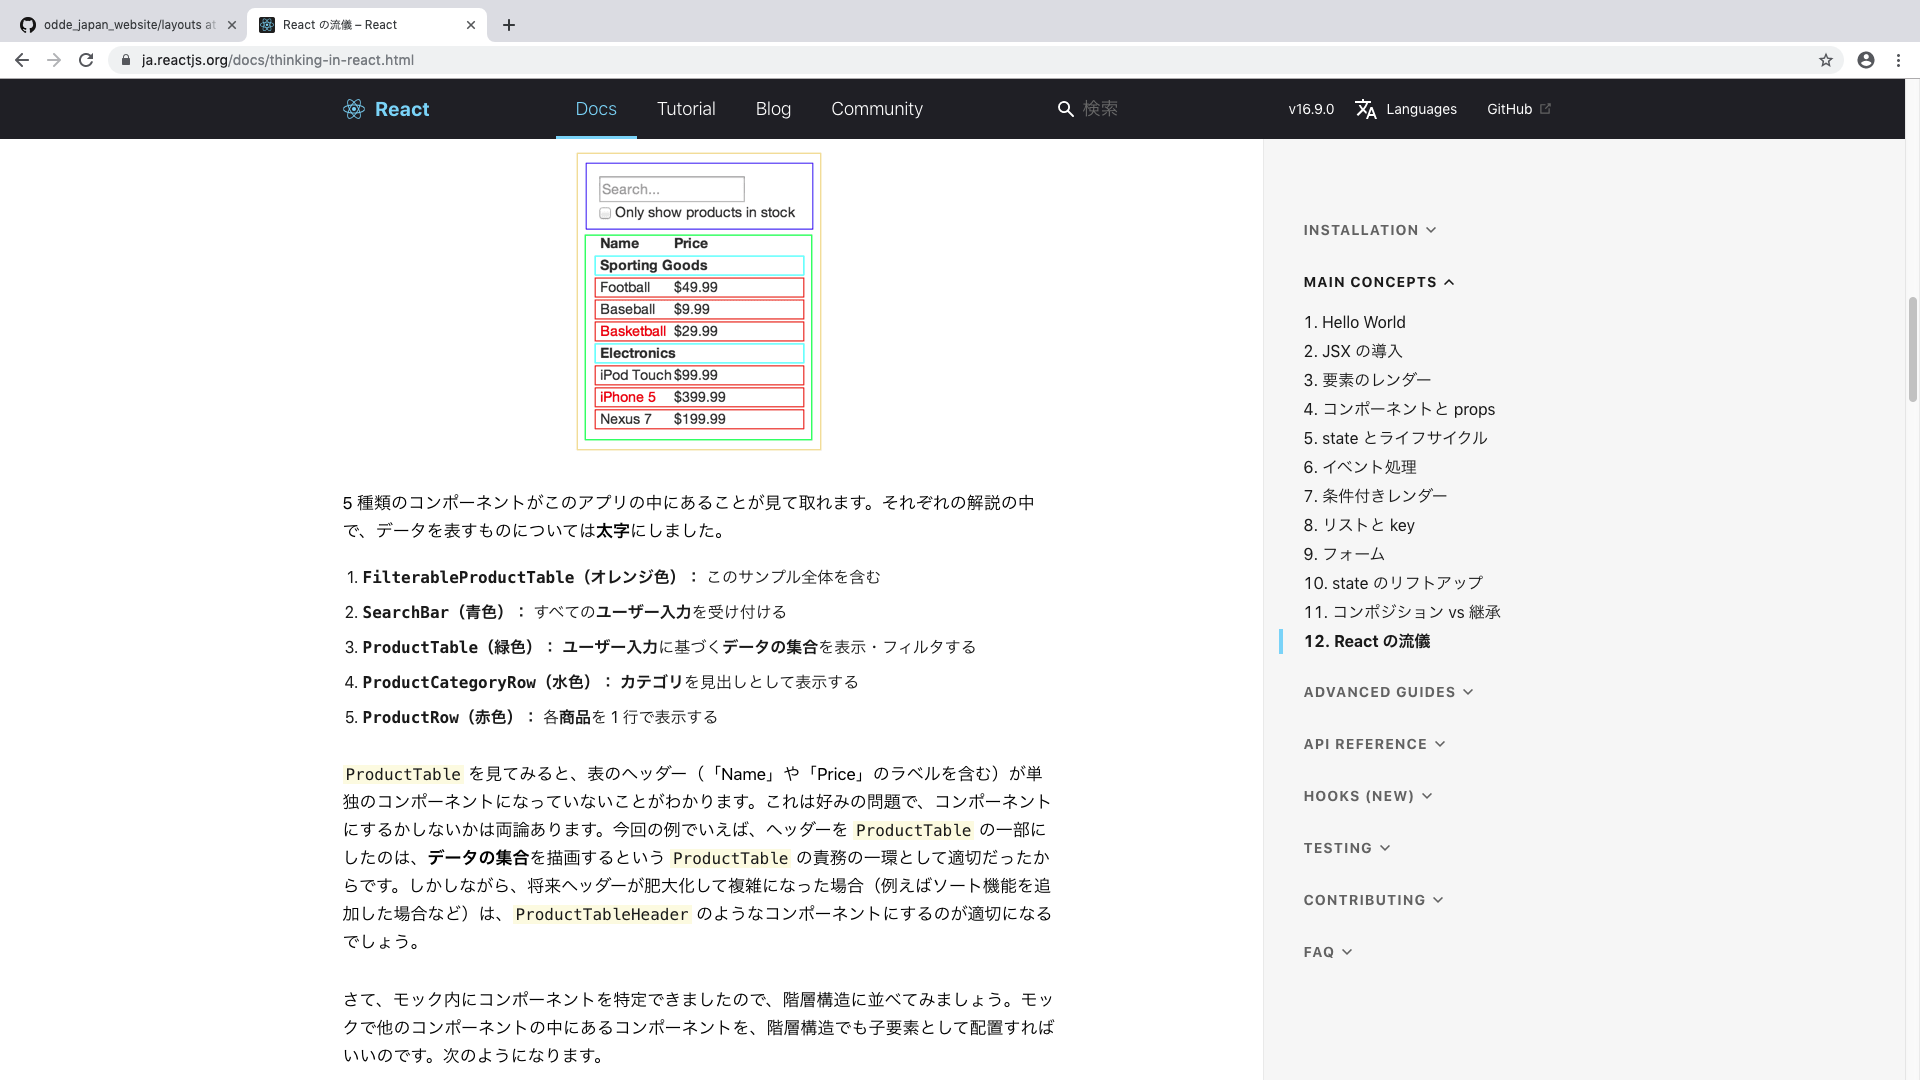 odde_japan_website/layouts at
React の流儀 – React
ja.reactjs.org/docs/thinking-in-react.html
React
Docs
Tutorial
Blog
Community
検索
v16.9.0
Languages
GitHub
Search...
Only show products in stock
Name Price
Sporting Goods
Football $49.99
Baseball $9.99
Basketball $29.99
Electronics
iPod Touch $99.99
iPhone 5 $399.99
Nexus 7 $199.99
5 種類のコンポーネントがこのアプリの中にあることが見て取れます。それぞれの解説の中
で、データを表すものについては太字にしました。
1. FilterableProductTable（オレンジ色）： このサンプル全体を含む
2. SearchBar（青色）： すべてのユーザー入力を受け付ける
3. ProductTable（緑色）： ユーザー入力に基づくデータの集合を表示・フィルタする
4. ProductCategoryRow（水色）： カテゴリを見出しとして表示する
5. ProductRow（赤色）： 各商品を 1 行で表示する
ProductTable を見てみると、表のヘッダー（「Name」や「Price」のラベルを含む）が単
独のコンポーネントになっていないことがわかります。これは好みの問題で、コンポーネント
にするかしないかは両論あります。今回の例でいえば、ヘッダーを ProductTable の一部に
したのは、データの集合を描画するという ProductTable の責務の一環として適切だったか
らです。しかしながら、将来ヘッダーが肥大化して複雑になった場合（例えばソート機能を追
加した場合など）は、ProductTableHeader のようなコンポーネントにするのが適切になる
でしょう。
さて、モック内にコンポーネントを特定できましたので、階層構造に並べてみましょう。モッ
クで他のコンポーネントの中にあるコンポーネントを、階層構造でも子要素として配置すれば
いいのです。次のようになります。
INSTALLATION
MAIN CONCEPTS
1. Hello World
2. JSX の導入
3. 要素のレンダー
4. コンポーネントと props
5. state とライフサイクル
6. イベント処理
7. 条件付きレンダー
8. リストと key
9. フォーム
10. state のリフトアップ
11. コンポジション vs 継承
12. React の流儀
ADVANCED GUIDES
API REFERENCE
HOOKS (NEW)
TESTING
CONTRIBUTING
FAQ